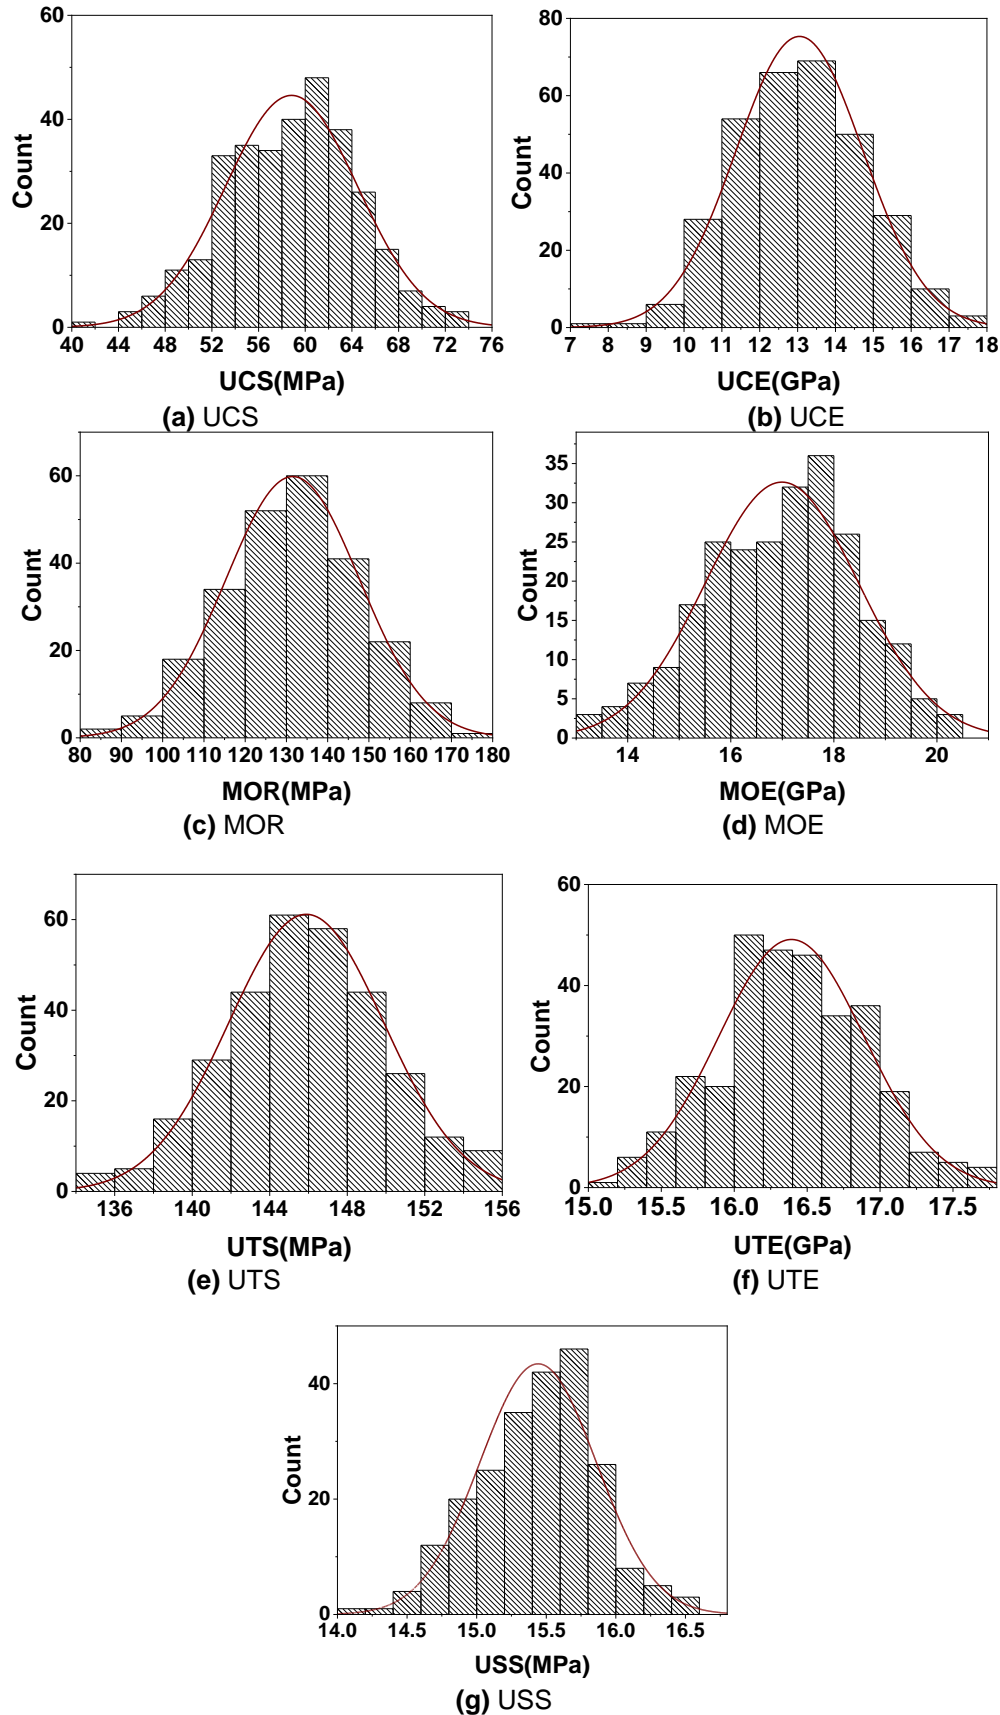 60
40
20
0
Count
40 44 48 52 56 60 64 68 72 76
UCS(MPa)
(a) UCS
80
60
40
20
0
Count
7 8 9 10 11 12 13 14 15 16 17 18
UCE(GPa)
(b) UCE
60
40
20
0
Count
80 90 100 110 120 130 140 150 160 170 180
MOR(MPa)
(c) MOR
35
30
25
20
15
10
5
0
Count
14 16 18 20
MOE(GPa)
(d) MOE
60
40
20
0
Count
136 140 144 148 152 156
UTS(MPa)
(e) UTS
60
40
20
0
Count
15.0 15.5 16.0 16.5 17.0 17.5
UTE(GPa)
(f) UTE
40
20
0
Count
14.0 14.5 15.0 15.5 16.0 16.5
USS(MPa)
(g) USS